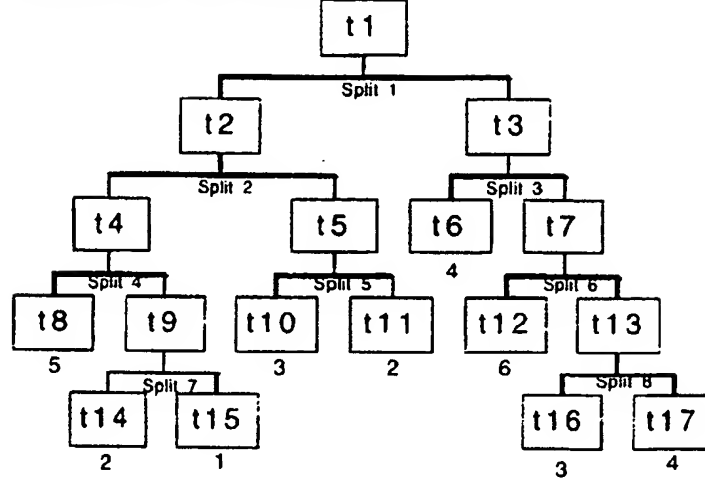 t1
Split 1
t2 t3
Split 2 Split 3
t4 t5 t6 t7
4
Split 4 Split 5 Split 6
t8 t9 t10 t11 t12 t13
5 3 2 6
Split 7 Split 8
t14 t15 t16 t17
2 1 3 4